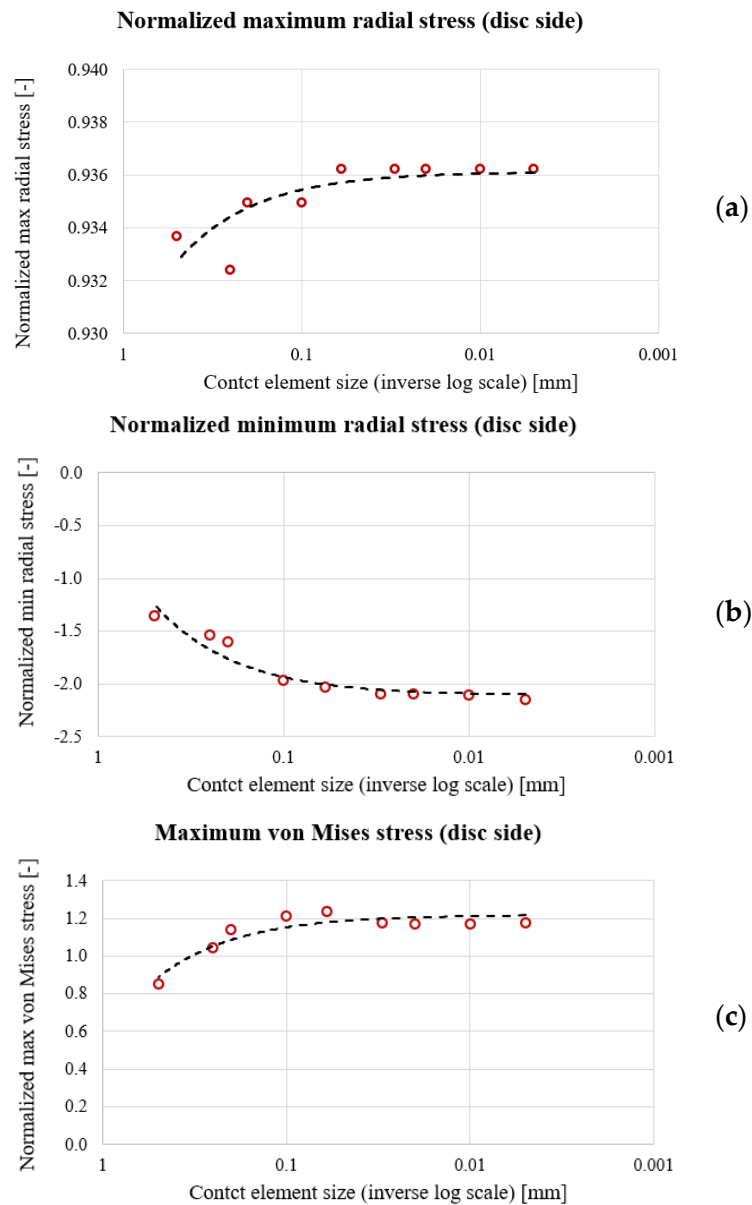 Normalized maximum radial stress (disc side)
Normalized max radial stress [-]
0.940
0.938
0.936
0.934
0.932
0.930
1 0.1 0.01 0.001
Contct element size (inverse log scale) [mm]
(a)
Normalized minimum radial stress (disc side)
Normalized min radial stress [-]
0.0
-0.5
-1.0
-1.5
-2.0
-2.5
1 0.1 0.01 0.001
Contct element size (inverse log scale) [mm]
(b)
Maximum von Mises stress (disc side)
Normalized max von Mises stress [-]
1.4
1.2
1.0
0.8
0.6
0.4
0.2
0.0
1 0.1 0.01 0.001
Contct element size (inverse log scale) [mm]
(c)